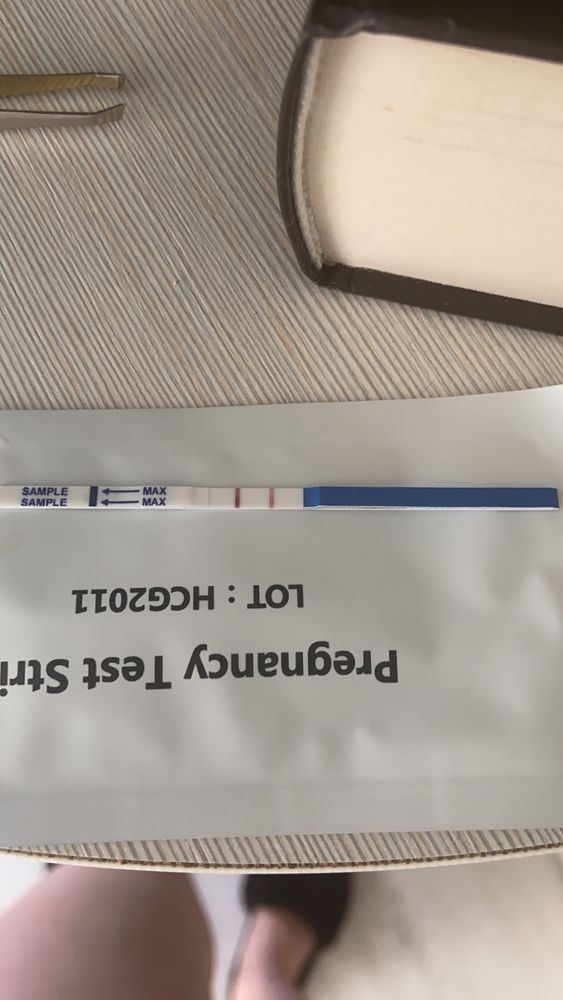 SAMPLE MAX
SAMPLE MAX
Pregnancy Test Stri
LOT : HCG2011